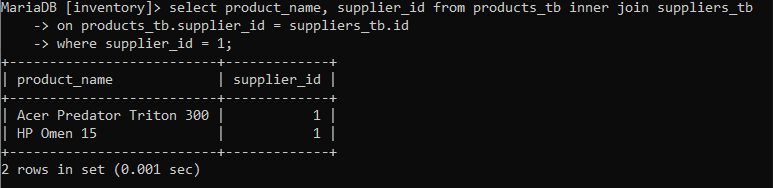 MariaDB [inventory]> select product_name, supplier_id from products_tb inner join suppliers_tb
    -> on products_tb.supplier_id = suppliers_tb.id
    -> where supplier_id = 1;
+--------------------------+-------------+
| product_name             | supplier_id |
+--------------------------+-------------+
| Acer Predator Triton 300 |           1 |
| HP Omen 15               |           1 |
+--------------------------+-------------+
2 rows in set (0.001 sec)